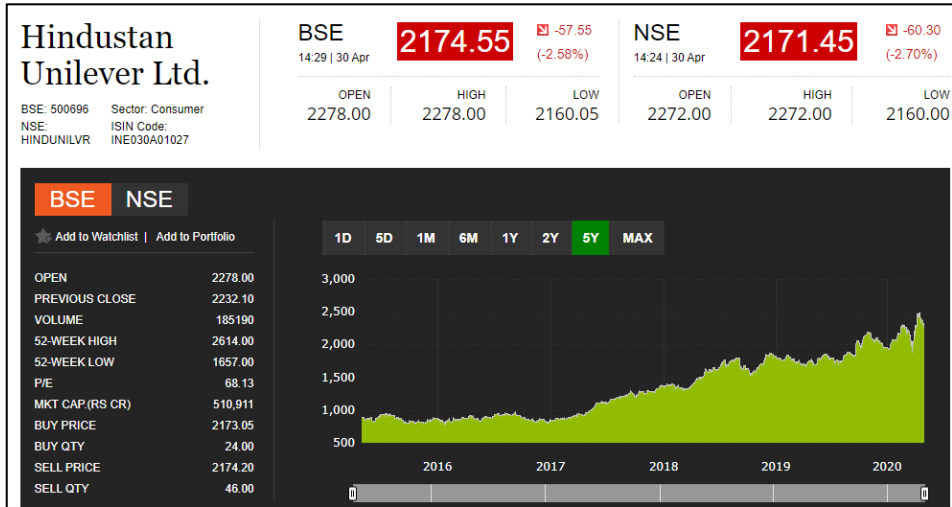 Hindustan
Unilever Ltd.
BSE: 500696 Sector: Consumer
NSE: ISIN Code:
HINDUNILVR INE030A01027
BSE 2174.55 -57.55
14:29 | 30 Apr (-2.58%)
OPEN HIGH LOW
2278.00 2278.00 2160.05
NSE 2171.45 -60.30
14:24 | 30 Apr (-2.70%)
OPEN HIGH LOW
2272.00 2272.00 2160.00
BSE NSE
Add to Watchlist | Add to Portfolio
OPEN 2278.00
PREVIOUS CLOSE 2232.10
VOLUME 185190
52-WEEK HIGH 2614.00
52-WEEK LOW 1657.00
P/E 68.13
MKT CAP.(RS CR) 510,911
BUY PRICE 2173.05
BUY QTY 24.00
SELL PRICE 2174.20
SELL QTY 46.00
1D 5D 1M 6M 1Y 2Y 5Y MAX
3,000
2,500
2,000
1,500
1,000
500
2016 2017 2018 2019 2020